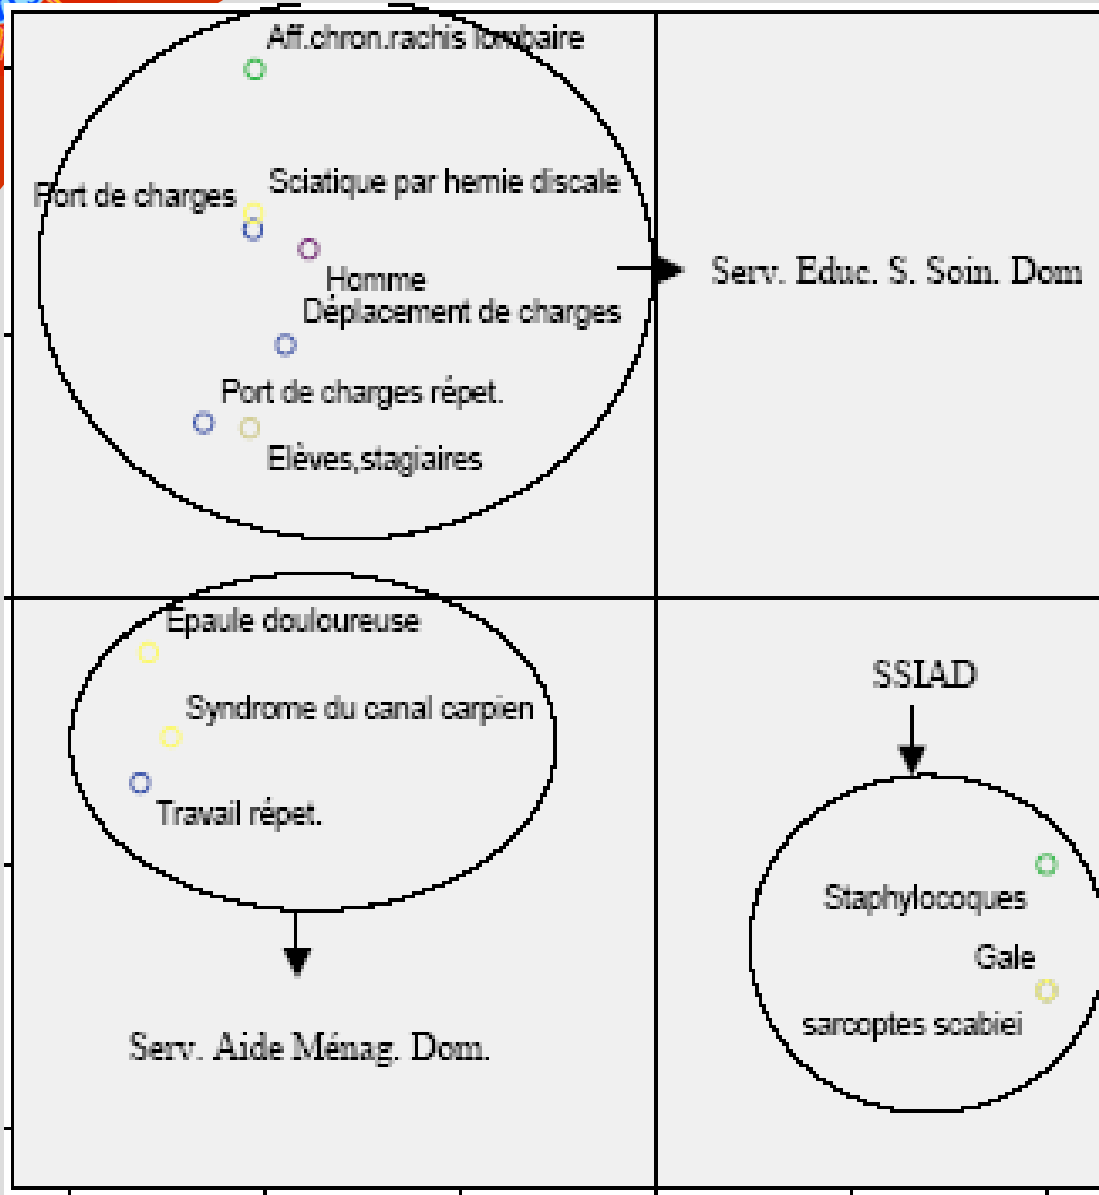 Aff.chron.rachis lombaire
Sciatique par hernie discale
Port de charges
Homme
Déplacement de charges
Port de charges répet.
Elèves,stagiaires
Serv. Educ. S. Soin. Dom
Epaule douloureuse
Syndrome du canal carpien
Travail répet.
Serv. Aide Ménag. Dom.
SSIAD
Staphylocoques
Gale
sarcoptes scabiei